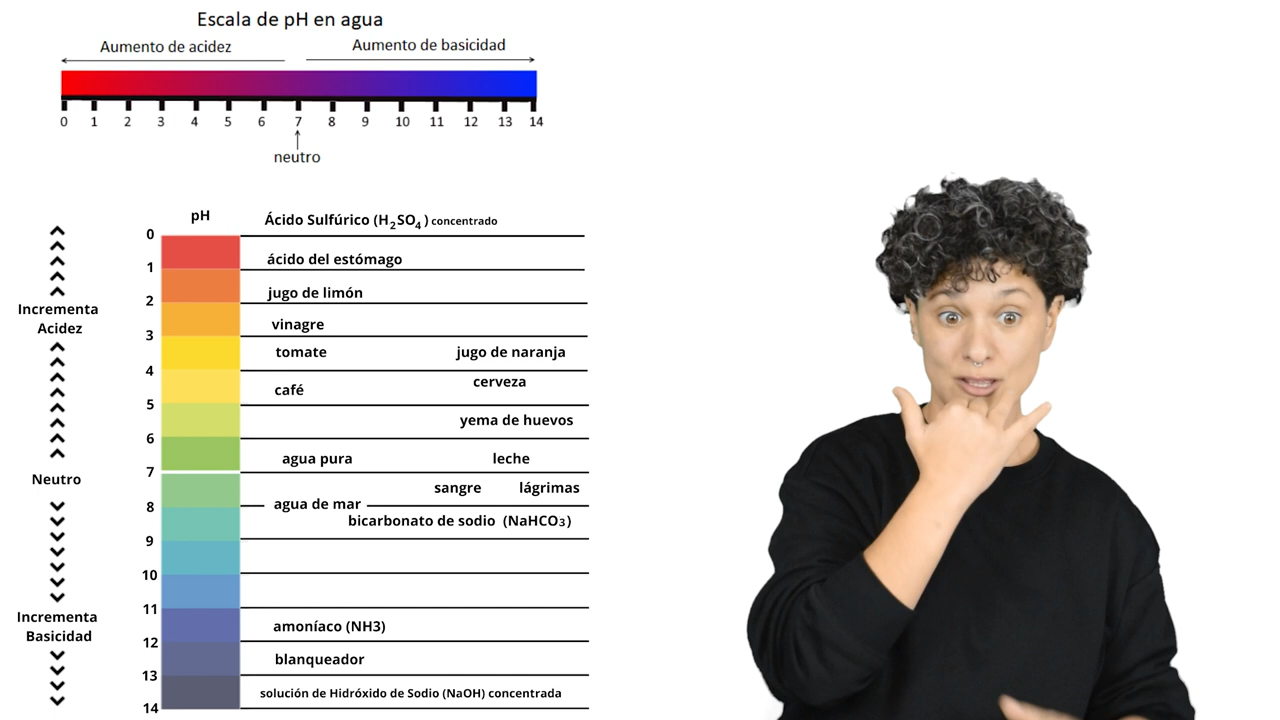 Escala de pH en agua
Aumento de acidez
Aumento de basicidad
0 1 2 3 4 5 6 7 8 9 10 11 12 13 14
neutro
pH
Ácido Sulfúrico (H₂SO₄) concentrado
0
ácido del estómago
1
jugo de limón
2
Incrementa
Acidez
vinagre
3
tomate jugo de naranja
4
café cerveza
5
yema de huevos
6
agua pura leche
7
Neutro
sangre lágrimas
8 agua de mar
bicarbonato de sodio (NaHCO₃)
9
10
11
Incrementa
Basicidad
amoníaco (NH3)
12
blanqueador
13
solución de Hidróxido de Sodio (NaOH) concentrada
14